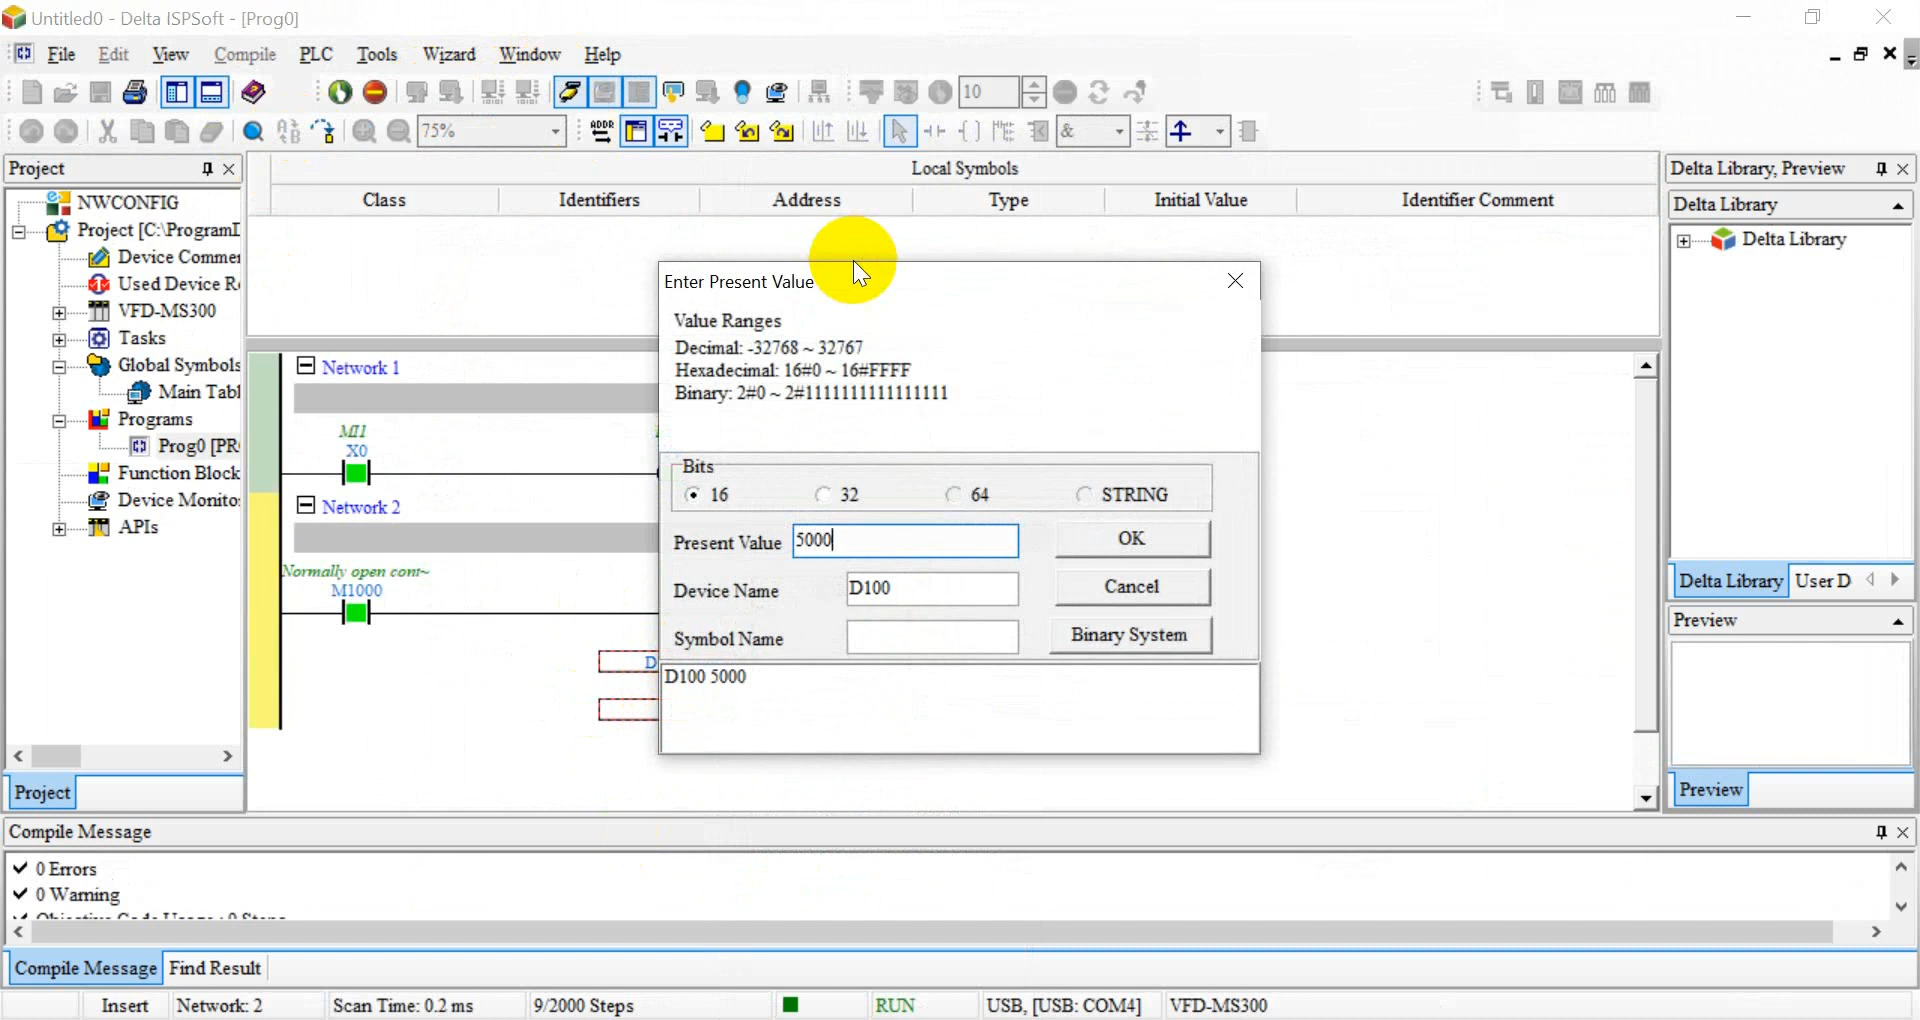 Untitled0 - Delta ISPSoft - [Prog0]
File Edit View Compile PLC Tools Wizard Window Help
10
75%
ADDR
&
Project
NWCONFIG
Project [C:\ProgramD
Device Commen
Used Device R
VFD-MS300
Tasks
Global Symbols
Main Tabl
Programs
Prog0 [PR
Function Block
Device Monito
APIs
Project
Local Symbols
Class Identifiers Address Type Initial Value Identifier Comment
Network 1
MI1
X0
Network 2
Normally open cont~
M1000
D
Enter Present Value
Value Ranges
Decimal: -32768 ~ 32767
Hexadecimal: 16#0 ~ 16#FFFF
Binary: 2#0 ~ 2#1111111111111111
Bits
16 32 64 STRING
Present Value 5000 OK
Device Name D100 Cancel
Symbol Name Binary System
D100 5000
Delta Library, Preview
Delta Library
Delta Library
Delta Library User D
Preview
Preview
Compile Message
0 Errors
0 Warning
Compile Message Find Result
Insert Network: 2 Scan Time: 0.2 ms 9/2000 Steps RUN USB, [USB: COM4] VFD-MS300